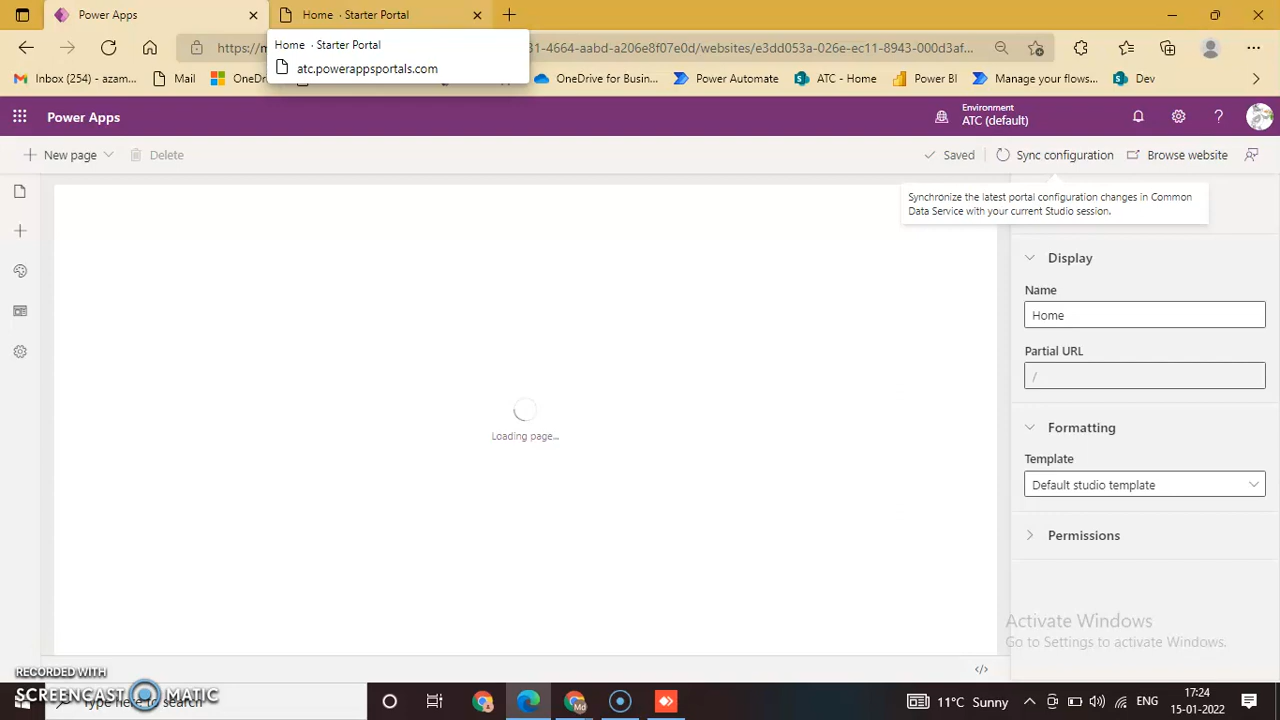 Power Apps
Home · Starter Portal
https://m
31-4664-aabd-a206e8f07e0d/websites/e3dd053a-026e-ec11-8943-000d3af...
Home · Starter Portal
atc.powerappsportals.com
Inbox (254) - azam...
Mail
OneD
OneDrive for Busin...
Power Automate
ATC - Home
Power BI
Dev
Power Apps
Environment
ATC (default)
New page
Delete
Saved
Sync configuration
Browse website
Synchronize the latest portal configuration changes in Common
Data Service with your current Studio session.
Display
Name
Home
Partial URL
/
Loading page...
Formatting
Template
Default studio template
Permissions
Activate Windows
Go to Settings to activate Windows.
</>
RECORDED WITH
SCREENCAST MATIC
Type here to search
11°C Sunny
ENG
17:24
15-01-2022